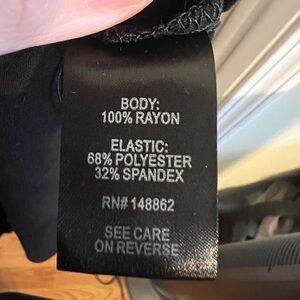 BODY:
100% RAYON
ELASTIC:
68% POLYESTER
32% SPANDEX
RN# 148862
SEE CARE
ON REVERSE